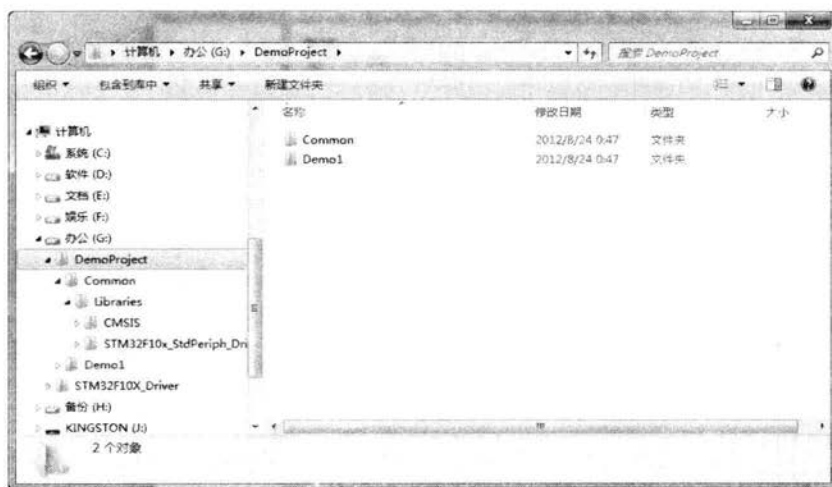 计算机 ▸ 办公 (G:) ▸ DemoProject ▸
搜索 DemoProject
组织 包含到库中 共享 新建文件夹
名称 修改日期 类型 大小
Common 2012/8/24 0:47 文件夹
Demo1 2012/8/24 0:47 文件夹
计算机
系统 (C:)
软件 (D:)
文档 (E:)
娱乐 (F:)
办公 (G:)
DemoProject
Common
Libraries
CMSIS
STM32F10x_StdPeriph_Dri
Demo1
STM32F10X_Driver
备份 (H:)
KINGSTON (J:)
2 个对象